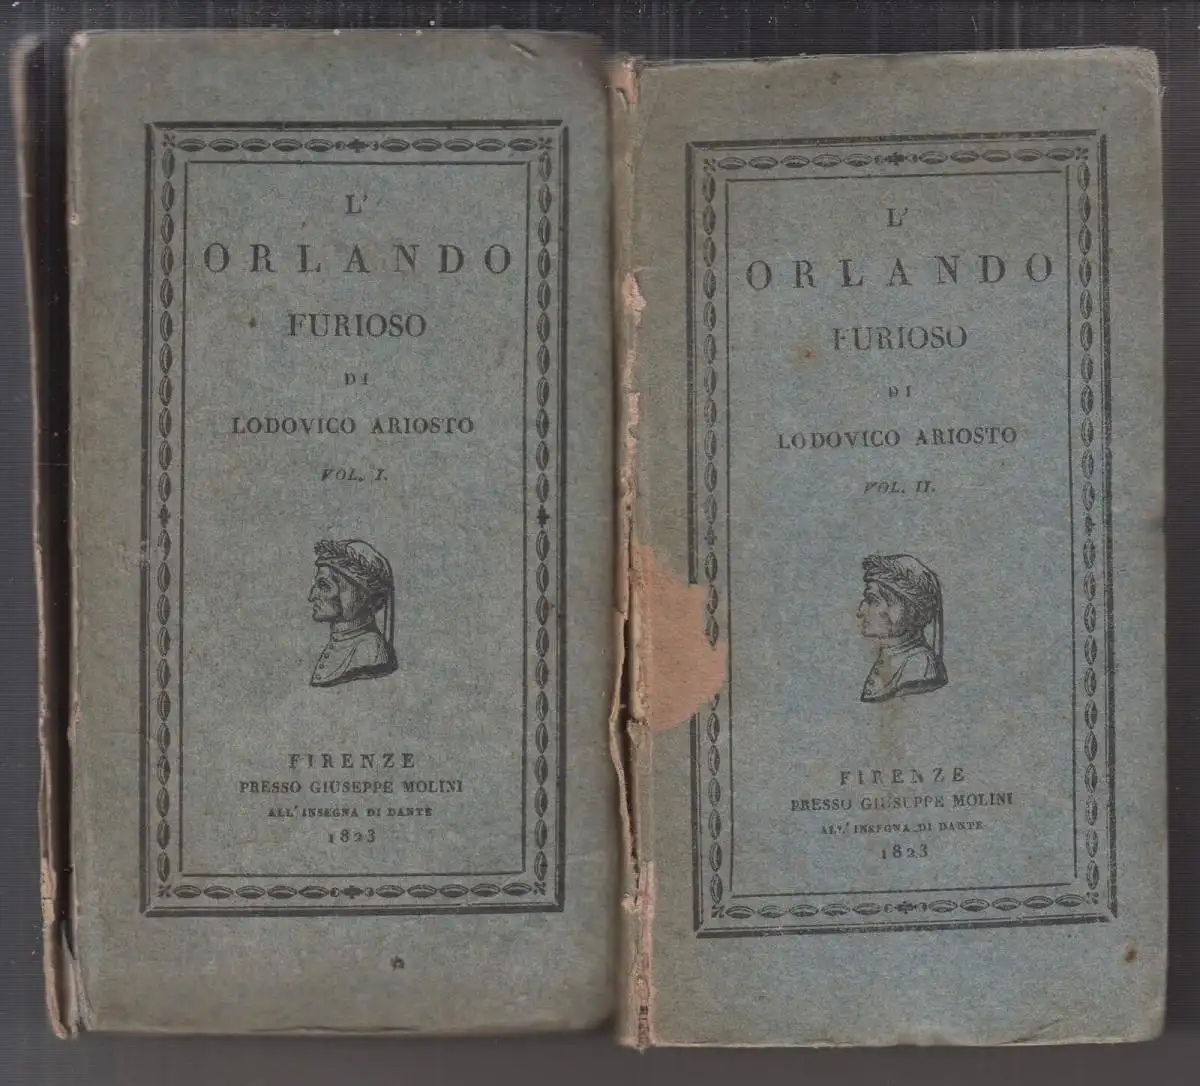 L'
ORLANDO
FURIOSO
DI
LODOVICO ARIOSTO
VOL. I.
FIRENZE
PRESSO GIUSEPPE MOLINI
ALL' INSEGNA DI DANTE
1823
L'
ORLANDO
FURIOSO
DI
LODOVICO ARIOSTO
VOL. II.
FIRENZE
PRESSO GIUSEPPE MOLINI
ALL' INSEGNA DI DANTE
1823